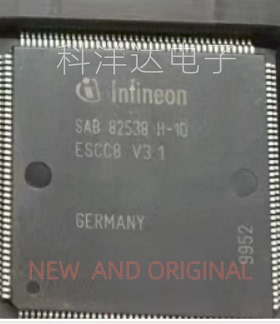 科洋达电子
Infineon
SAB 82538 H-10
ESCC8 V3.1
GERMANY
9952
NEW AND ORIGINAL